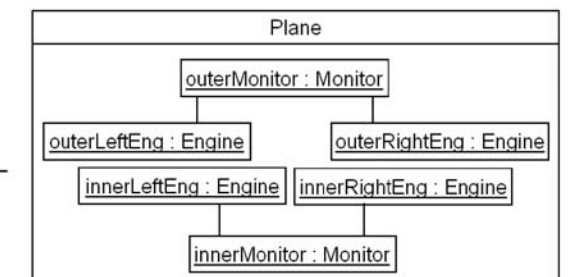 Plane
outerMonitor : Monitor
outerLeftEng : Engine
outerRightEng : Engine
innerLeftEng : Engine
innerRightEng : Engine
innerMonitor : Monitor